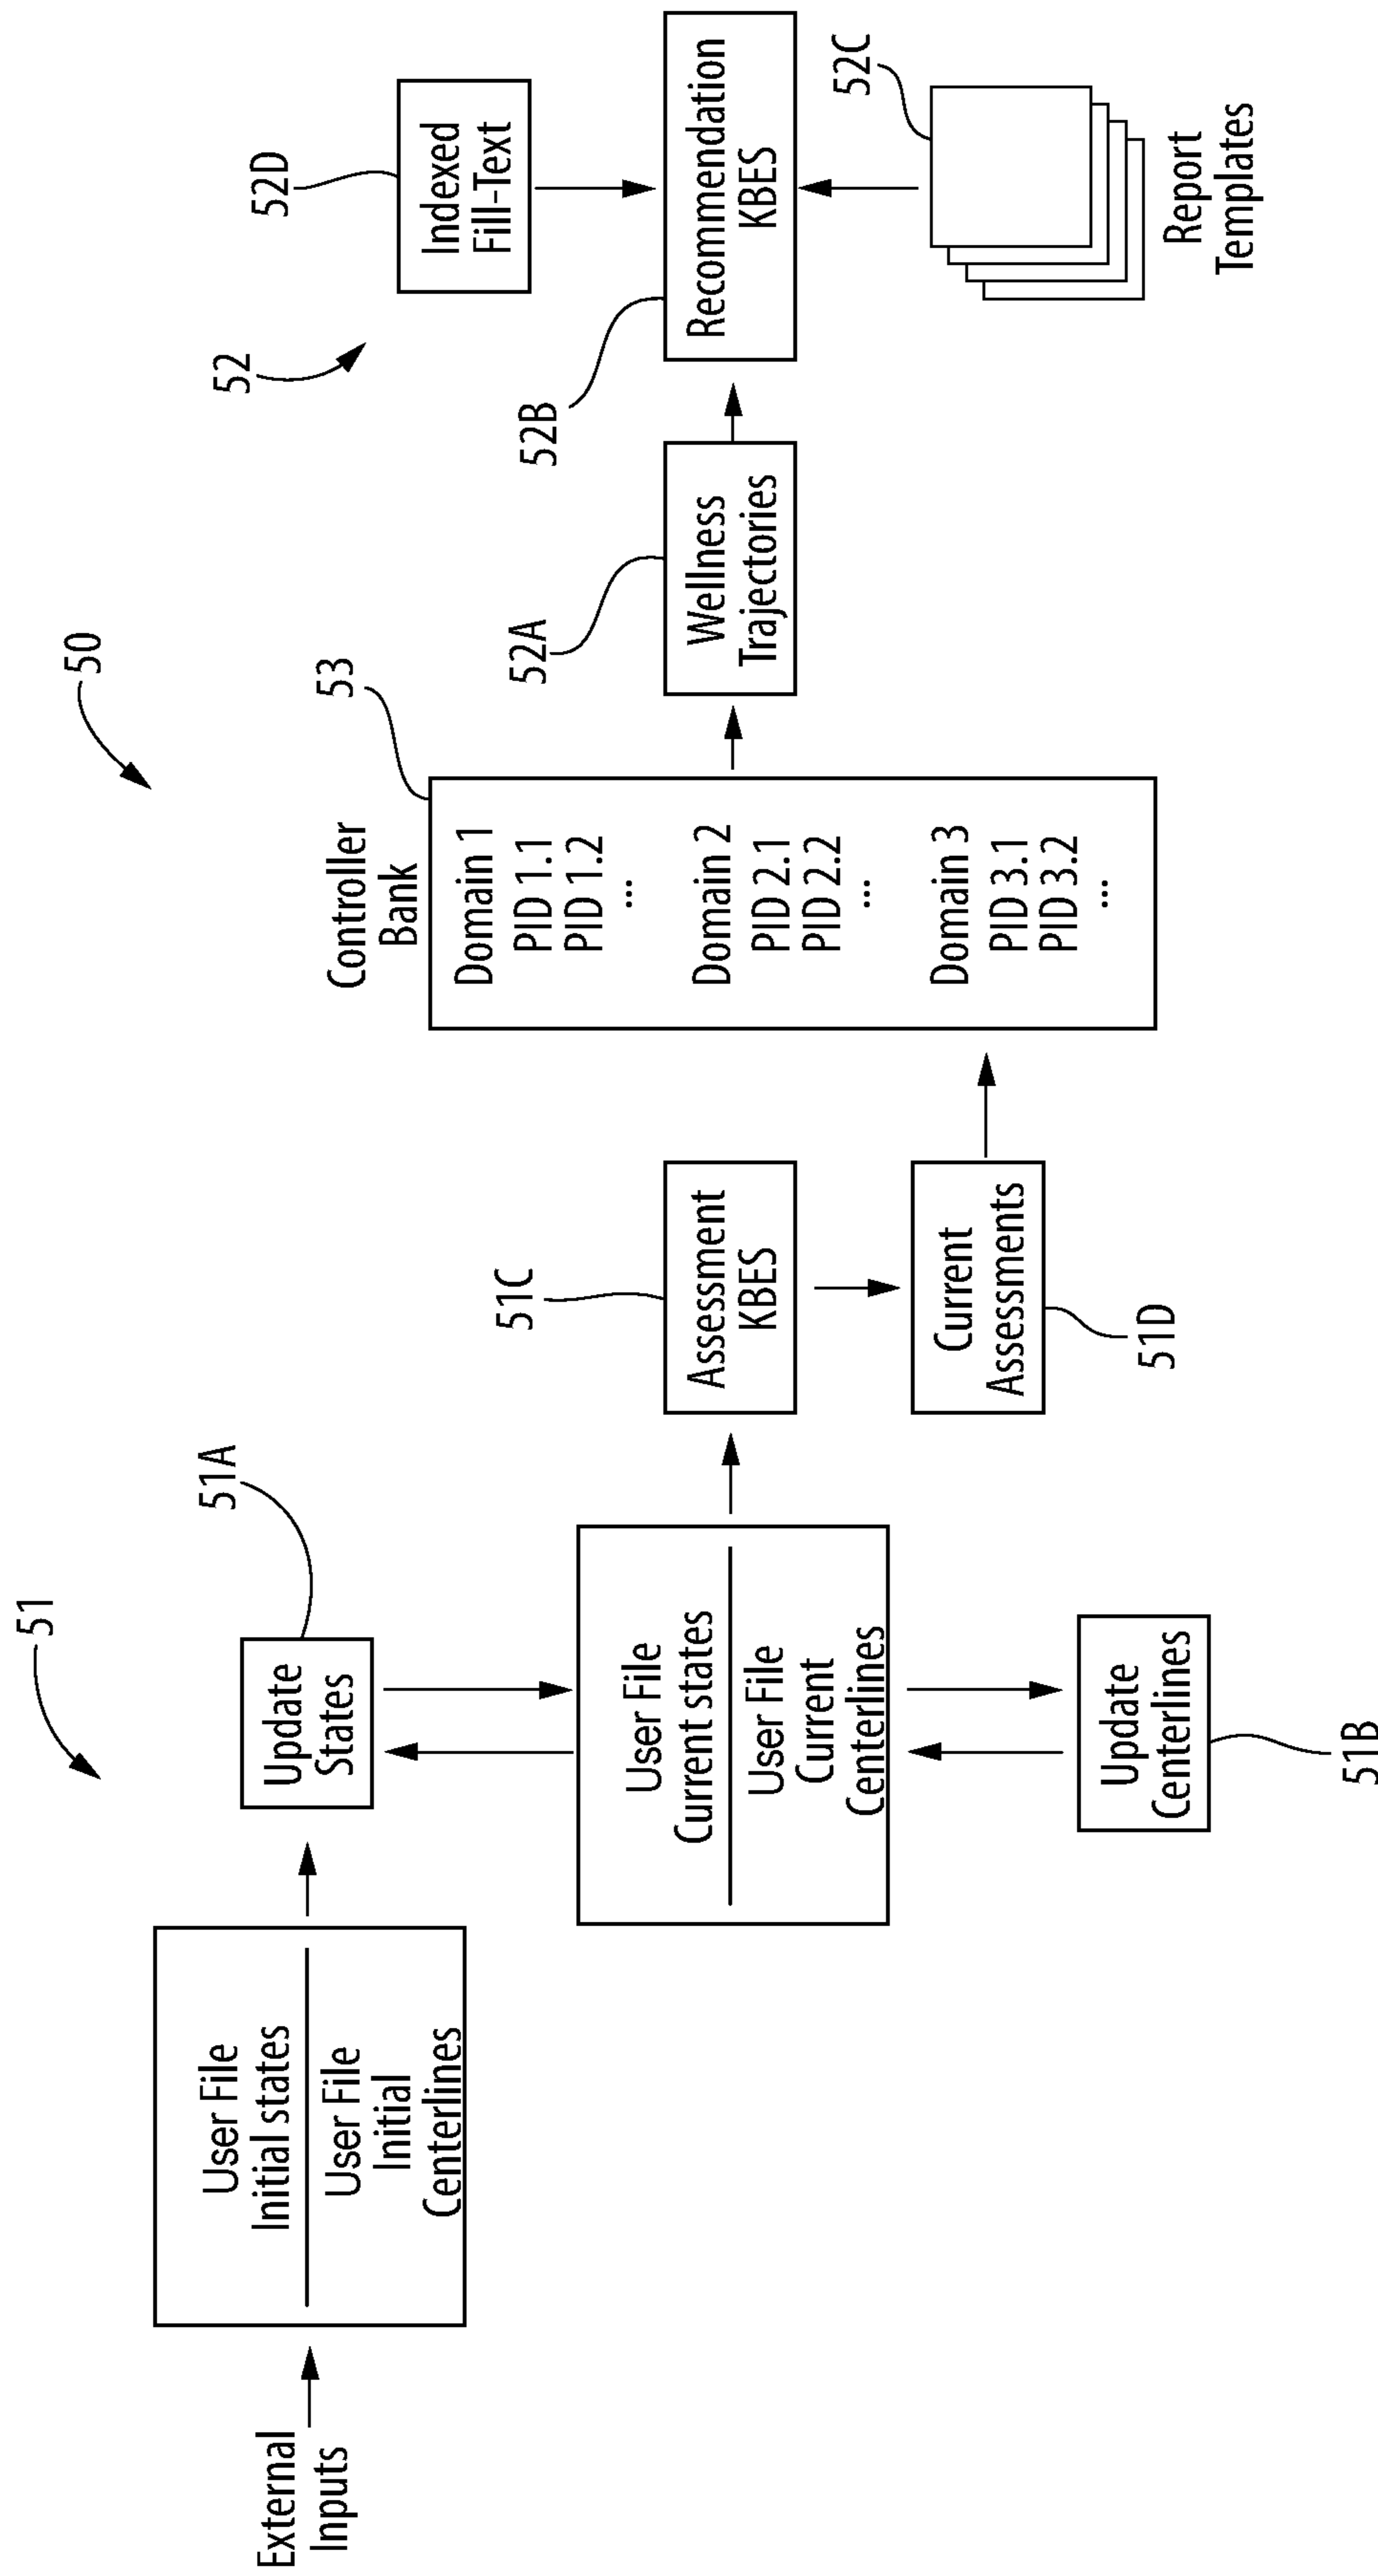 51
50
External
Inputs
User File
Initial states
User File
Initial
Centerlines
51A
Update
States
User File
Current states
User File
Current
Centerlines
Update
Centerlines
51B
51C
Assessment
KBES
Current
Assessments
51D
Controller
Bank
53
Domain 1
PID 1.1
PID 1.2
...
Domain 2
PID 2.1
PID 2.2
...
Domain 3
PID 3.1
PID 3.2
...
52A
Wellness
Trajectories
52
52B
Recommendation
KBES
52D
Indexed
Fill-Text
52C
Report
Templates